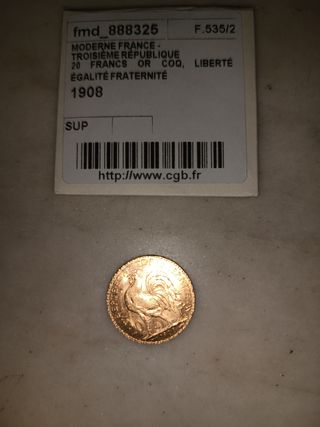 fmd_888325 F.535/2
MODERNE FRANCE -
TROISIÈME RÉPUBLIQUE
20 FRANCS OR COQ, LIBERTÉ
ÉGALITÉ FRATERNITÉ
1908
SUP
http://www.cgb.fr